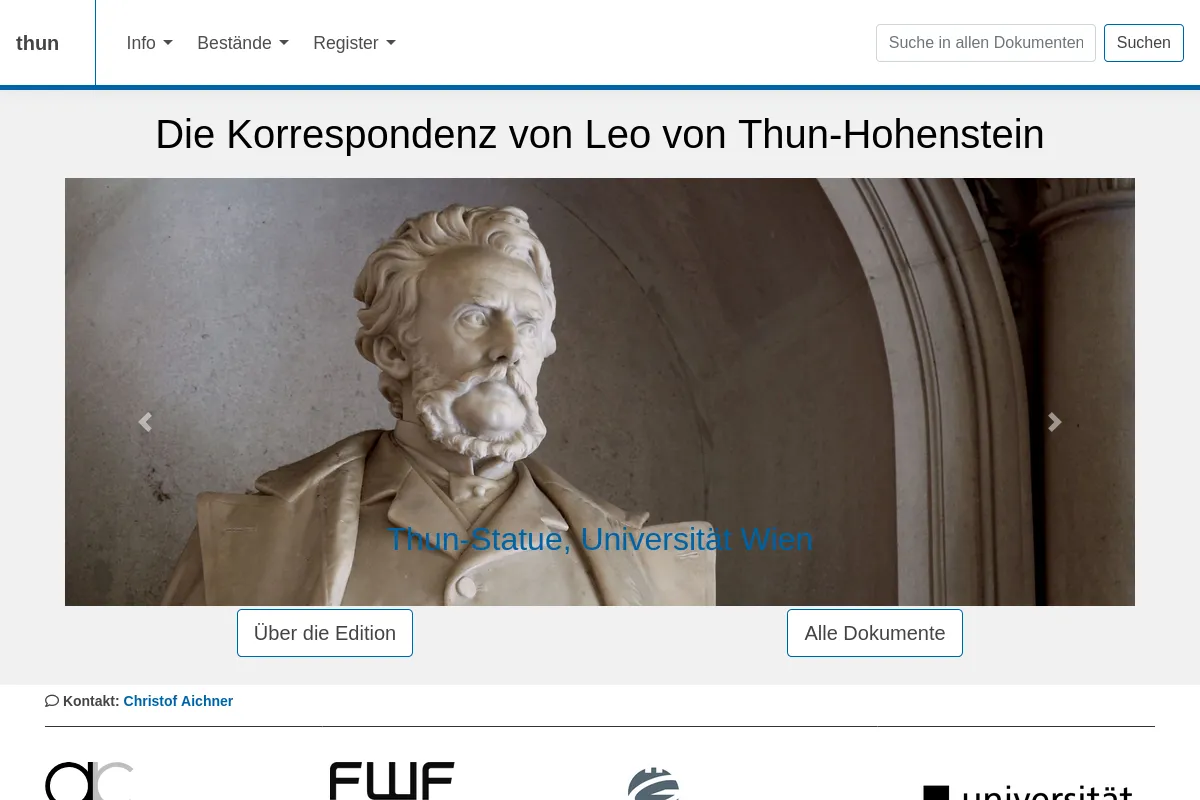 thun
Info
Bestände
Register
Suche in allen Dokumenten
Suchen
Die Korrespondenz von Leo von Thun-Hohenstein
Thun-Statue, Universität Wien
Über die Edition
Alle Dokumente
Kontakt: Christof Aichner
ac
FWF
universität